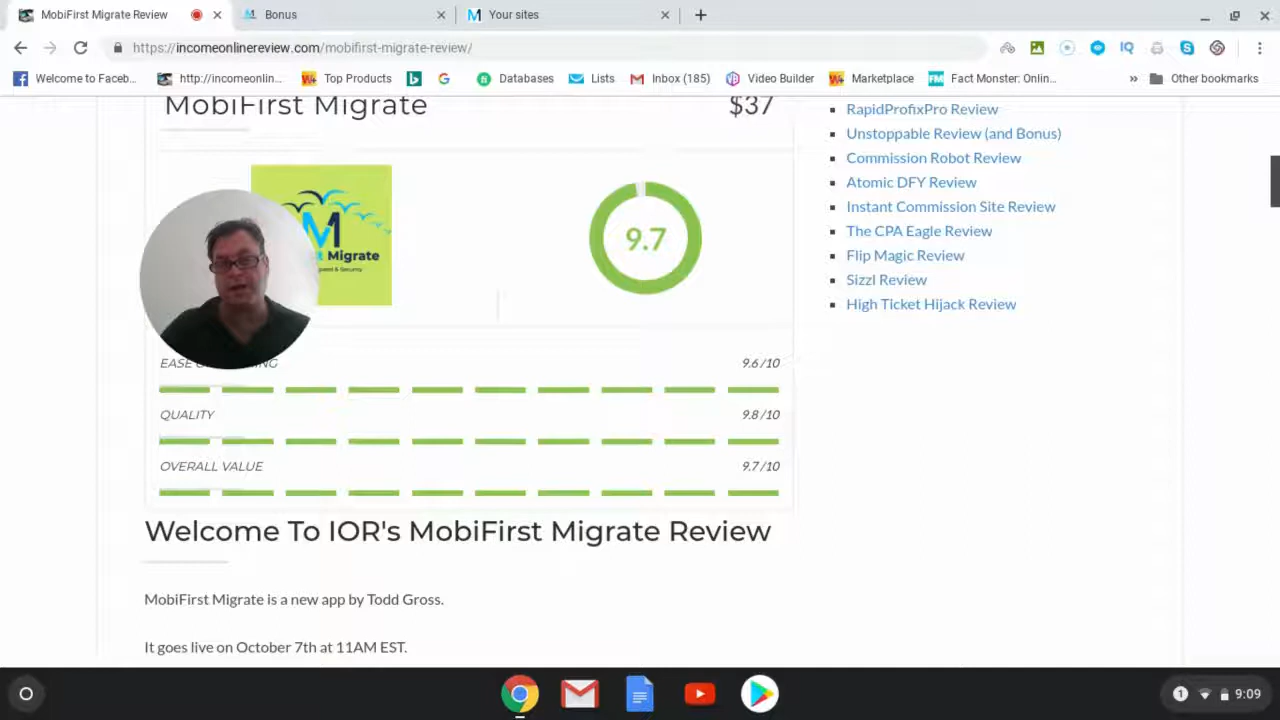 MobiFirst Migrate Review
Bonus
Your sites
https://incomeonlinereview.com/mobifirst-migrate-review/
Welcome to Faceb...
http://incomeonlin...
Top Products
Databases
Lists
Inbox (185)
Video Builder
Marketplace
Fact Monster: Onlin...
Other bookmarks
MobiFirst Migrate
$37
Migrate
9.7
9.6/10
QUALITY
9.8/10
OVERALL VALUE
9.7/10
Welcome To IOR's MobiFirst Migrate Review
MobiFirst Migrate is a new app by Todd Gross.
It goes live on October 7th at 11AM EST.
RapidProfixPro Review
Unstoppable Review (and Bonus)
Commission Robot Review
Atomic DFY Review
Instant Commission Site Review
The CPA Eagle Review
Flip Magic Review
Sizzl Review
High Ticket Hijack Review
1
9:09